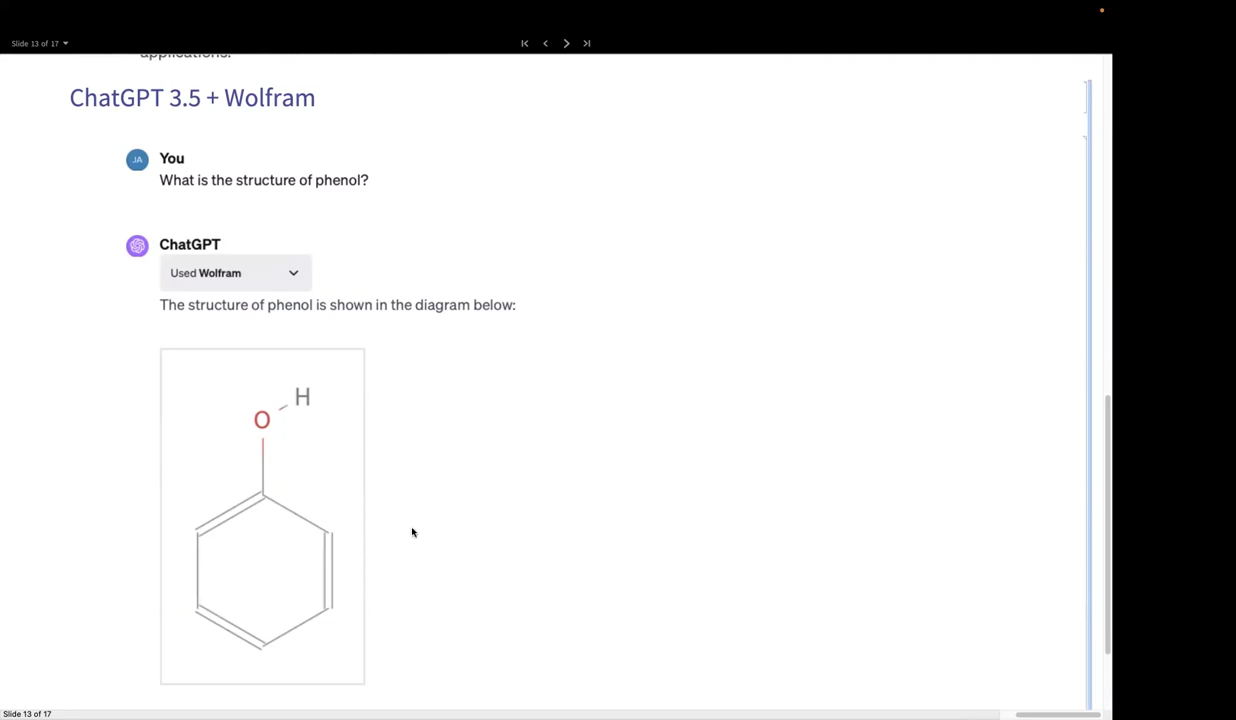 Slide 13 of 17
applications.
ChatGPT 3.5 + Wolfram
JA
You
What is the structure of phenol?
ChatGPT
Used Wolfram
The structure of phenol is shown in the diagram below:
H
O
Slide 13 of 17